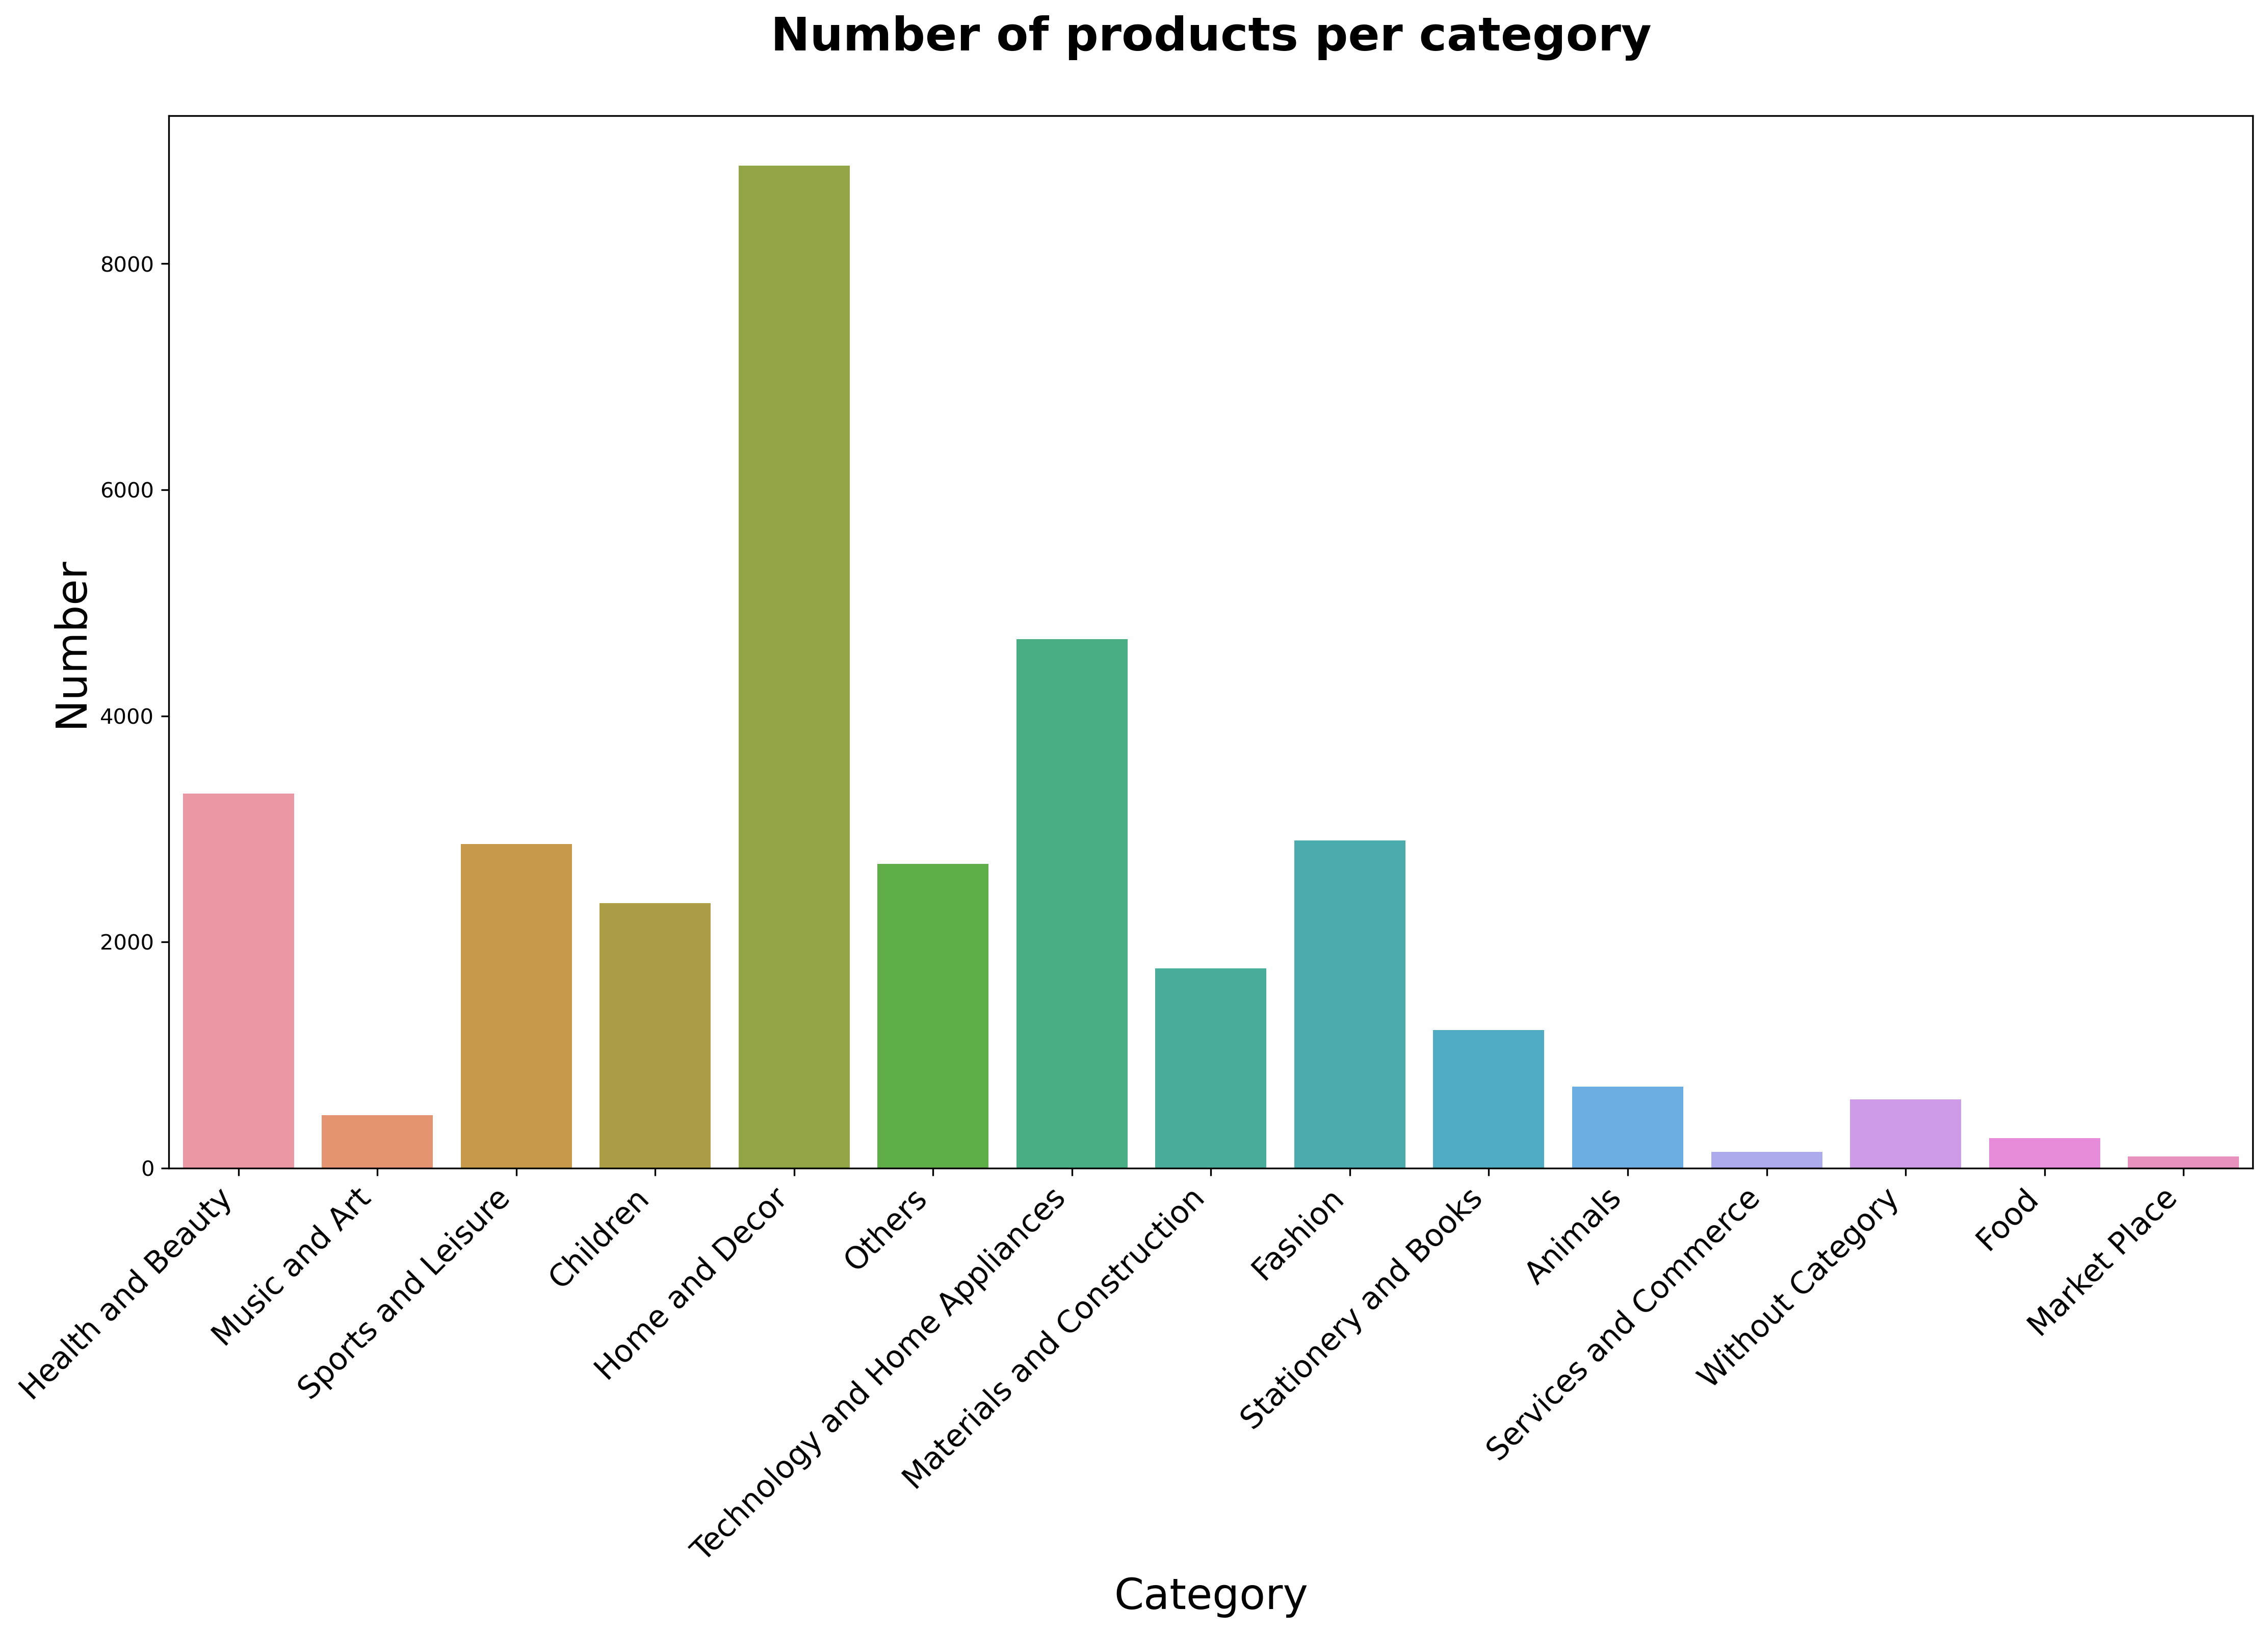 Number of products per category
Number
8000
6000
4000
2000
0
Health and Beauty
Music and Art
Sports and Leisure
Children
Home and Decor
Others
Technology and Home Appliances
Materials and Construction
Fashion
Stationery and Books
Animals
Services and Commerce
Without Category
Food
Market Place
Category